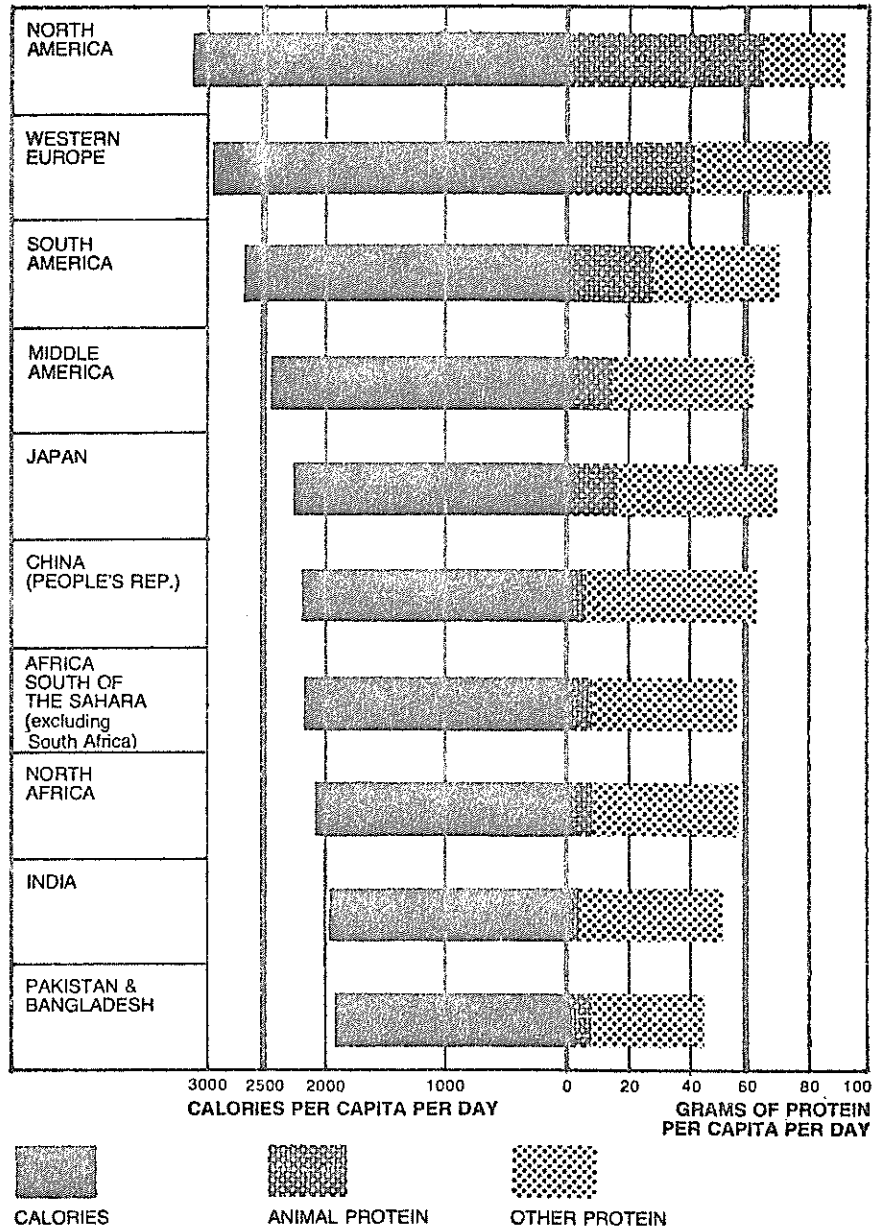 NORTH
AMERICA
WESTERN
EUROPE
SOUTH
AMERICA
MIDDLE
AMERICA
JAPAN
CHINA
(PEOPLE'S REP.)
AFRICA
SOUTH OF
THE SAHARA
(excluding
South Africa)
NORTH
AFRICA
INDIA
PAKISTAN &
BANGLADESH
3000 2500 2000 1000 0 20 40 60 80 100
CALORIES PER CAPITA PER DAY
GRAMS OF PROTEIN
PER CAPITA PER DAY
CALORIES
ANIMAL PROTEIN
OTHER PROTEIN